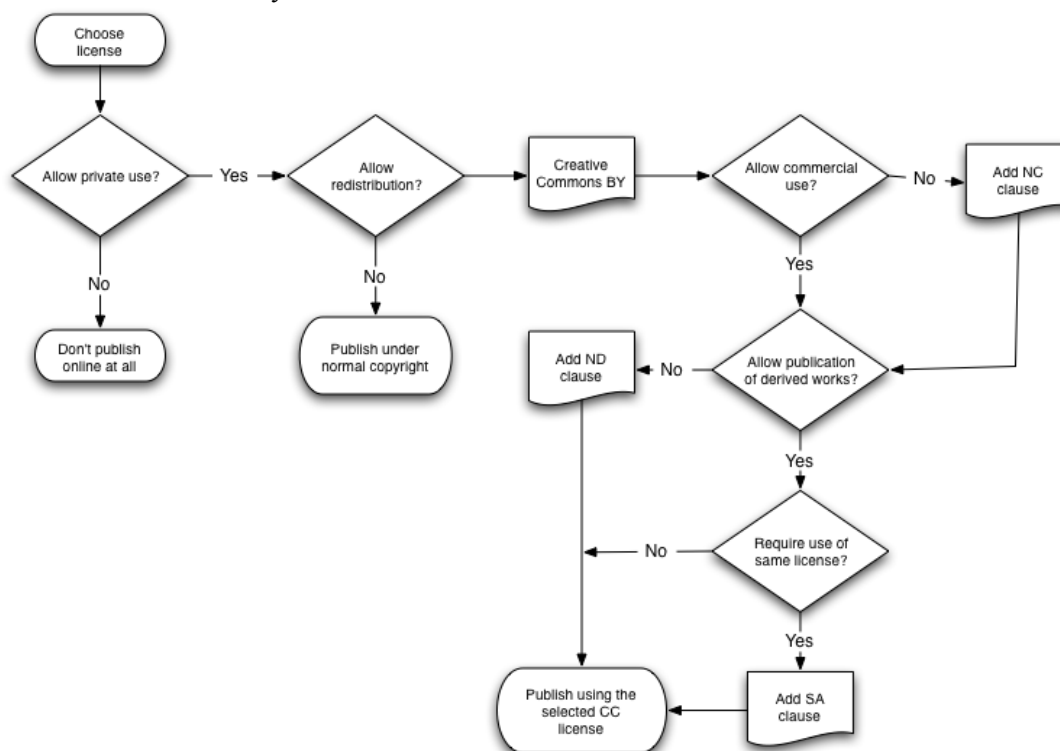 Choose
license
Allow private use?
Yes
Allow
redistribution?
Creative
Commons BY
Allow commercial
use?
No
Add NC
clause
No
Don't publish
online at all
No
Publish under
normal copyright
Yes
Add ND
clause
No
Allow publication
of derived works?
Yes
No
Require use of
same license?
Yes
Publish using the
selected CC
license
Add SA
clause